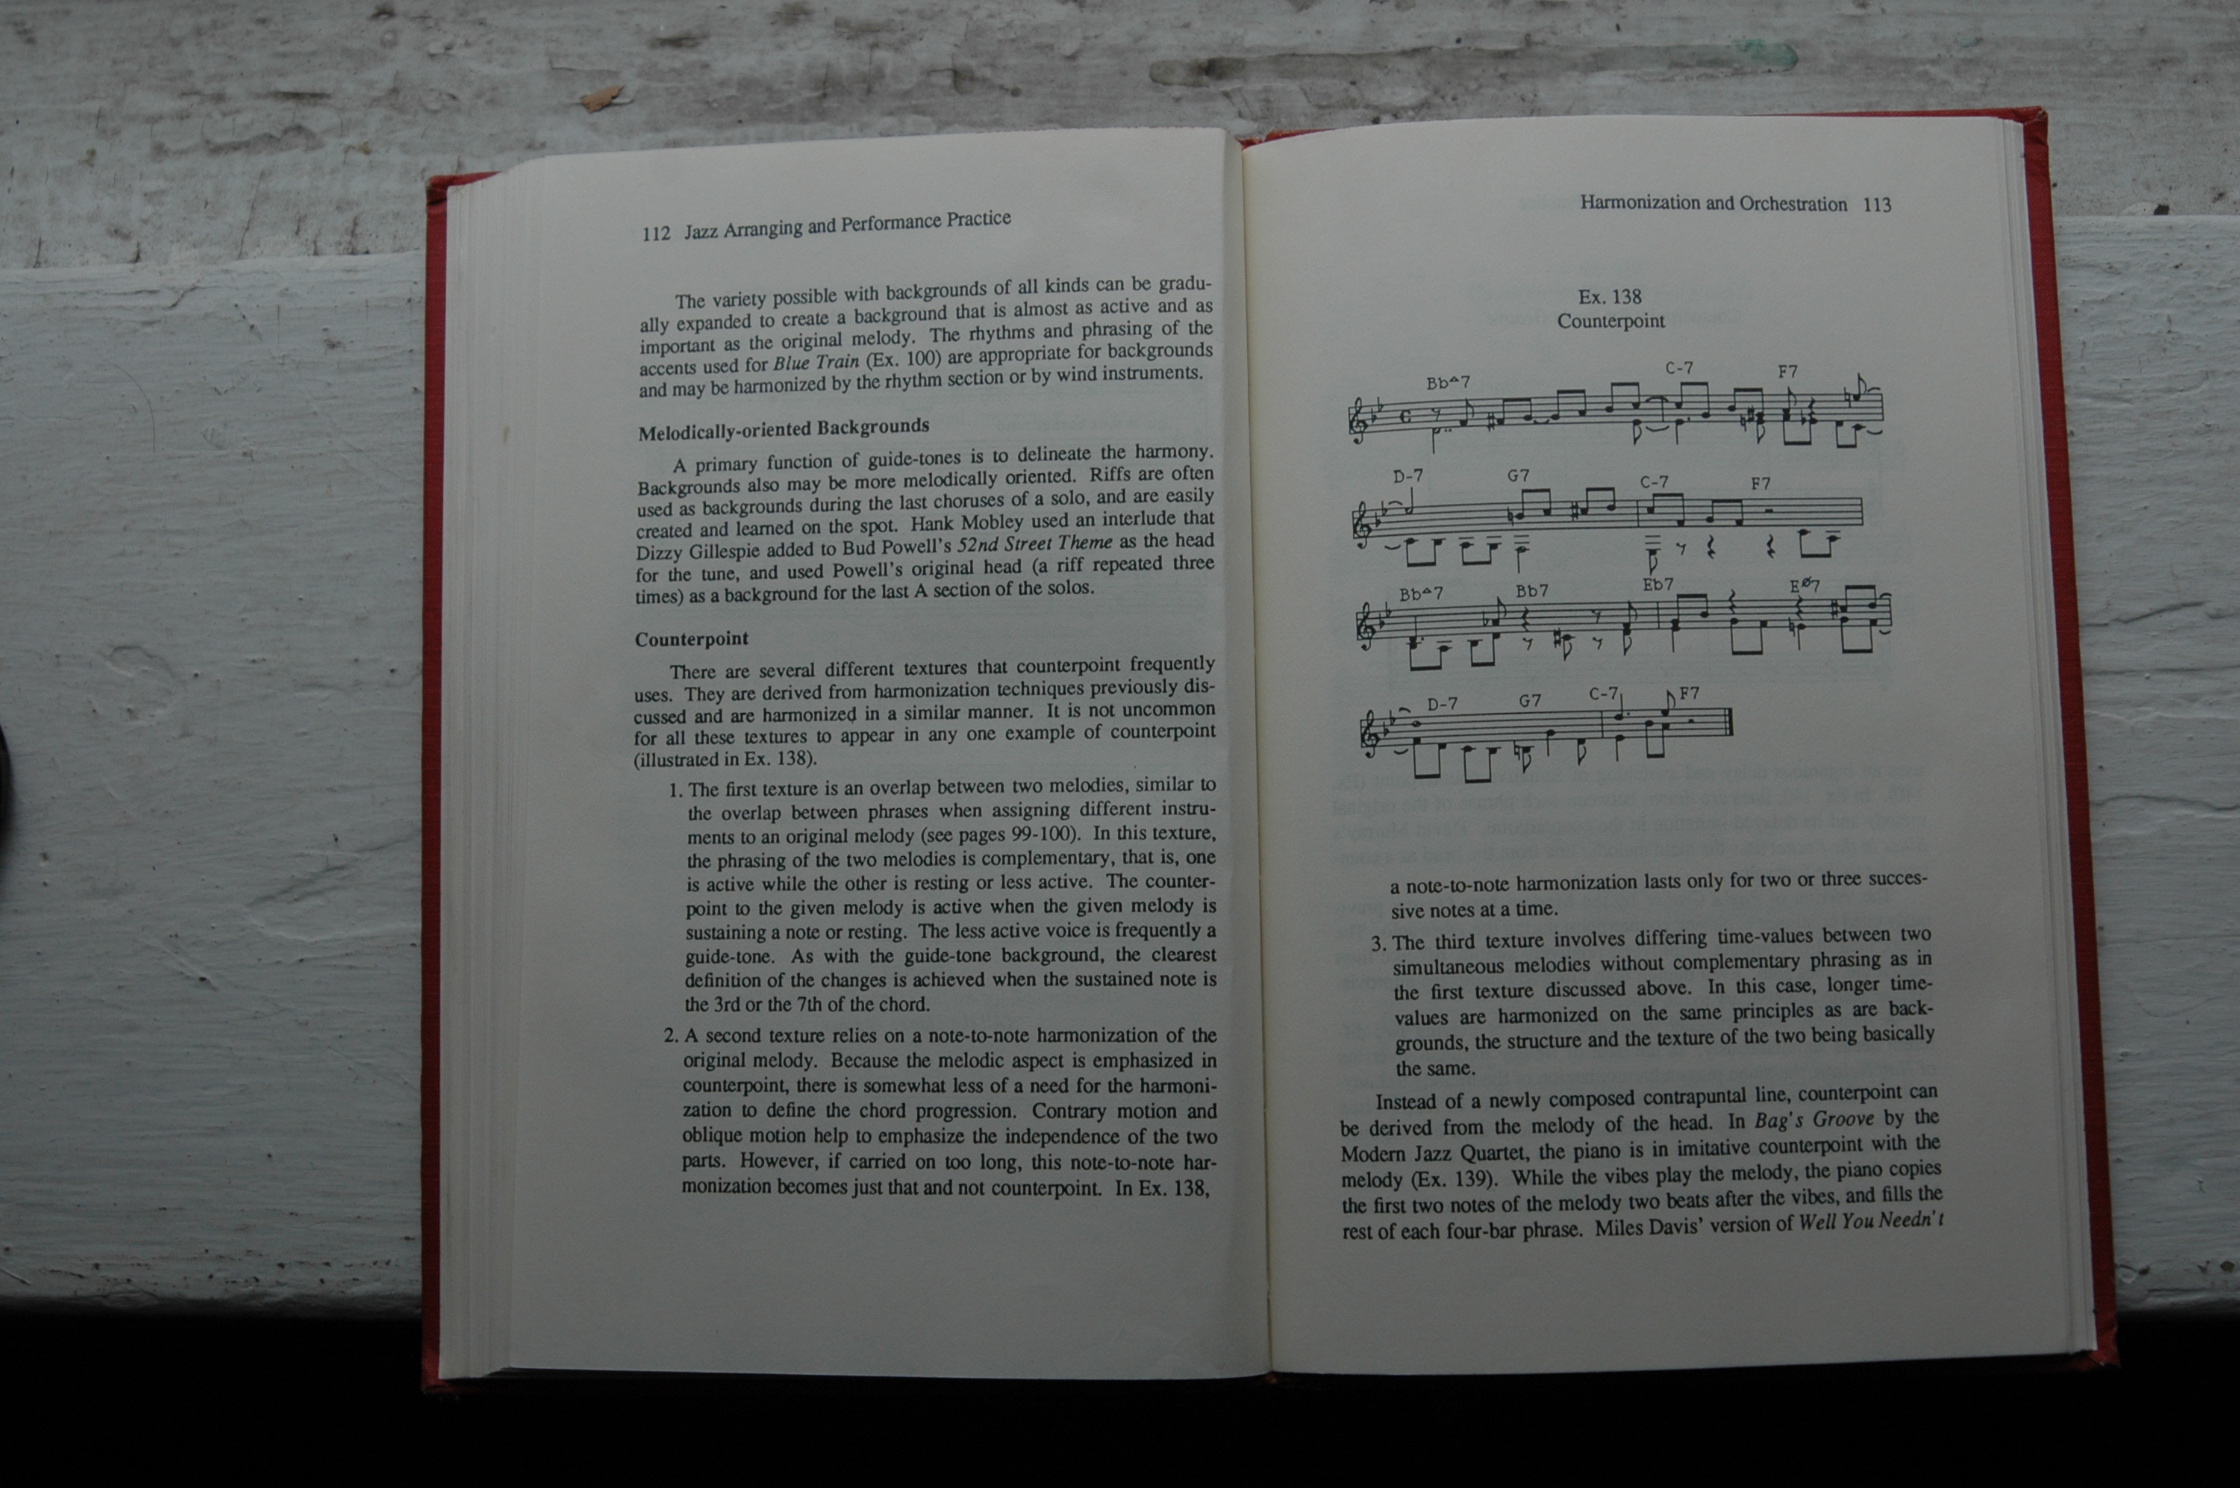 112 Jazz Arranging and Performance Practice
The variety possible with backgrounds of all kinds can be gradu-
ally expanded to create a background that is almost as active and as
important as the original melody. The rhythms and phrasing of the
accents used for Blue Train (Ex. 100) are appropriate for backgrounds
and may be harmonized by the rhythm section or by wind instruments.
Melodically-oriented Backgrounds
A primary function of guide-tones is to delineate the harmony.
Backgrounds also may be more melodically oriented. Riffs are often
used as backgrounds during the last choruses of a solo, and are easily
created and learned on the spot. Hank Mobley used an interlude that
Dizzy Gillespie added to Bud Powell's 52nd Street Theme as the head
for the tune, and used Powell's original head (a riff repeated three
times) as a background for the last A section of the solos.
Counterpoint
There are several different textures that counterpoint frequently
uses. They are derived from harmonization techniques previously dis-
cussed and are harmonized in a similar manner. It is not uncommon
for all these textures to appear in any one example of counterpoint
(illustrated in Ex. 138).
1. The first texture is an overlap between two melodies, similar to
the overlap between phrases when assigning different instru-
ments to an original melody (see pages 99-100). In this texture,
the phrasing of the two melodies is complementary, that is, one
is active while the other is resting or less active. The counter-
point to the given melody is active when the given melody is
sustaining a note or resting. The less active voice is frequently a
guide-tone. As with the guide-tone background, the clearest
definition of the changes is achieved when the sustained note is
the 3rd or the 7th of the chord.
2. A second texture relies on a note-to-note harmonization of the
original melody. Because the melodic aspect is emphasized in
counterpoint, there is somewhat less of a need for the harmoni-
zation to define the chord progression. Contrary motion and
oblique motion help to emphasize the independence of the two
parts. However, if carried on too long, this note-to-note har-
monization becomes just that and not counterpoint. In Ex. 138,
Harmonization and Orchestration 113
Ex. 138
Counterpoint
Bb▵7 C-7 F7
D-7 G7 C-7 F7
Bb▵7 Bb7 Eb7 Eø7
D-7 G7 C-7 F7
a note-to-note harmonization lasts only for two or three succes-
sive notes at a time.
3. The third texture involves differing time-values between two
simultaneous melodies without complementary phrasing as in
the first texture discussed above. In this case, longer time-
values are harmonized on the same principles as are back-
grounds, the structure and the texture of the two being basically
the same.
Instead of a newly composed contrapuntal line, counterpoint can
be derived from the melody of the head. In Bag's Groove by the
Modern Jazz Quartet, the piano is in imitative counterpoint with the
melody (Ex. 139). While the vibes play the melody, the piano copies
the first two notes of the melody two beats after the vibes, and fills the
rest of each four-bar phrase. Miles Davis' version of Well You Needn't